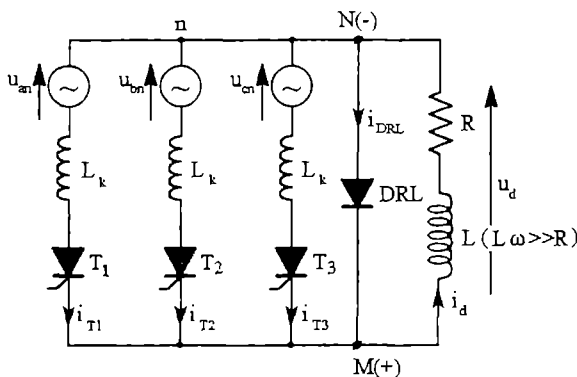 n
N(-)
u_an
u_bn
u_cn
i_DRL
R
u_d
L_k
L_k
L_k
DRL
L ( Lω>>R)
T_1
T_2
T_3
i_T1
i_T2
i_T3
i_d
M(+)